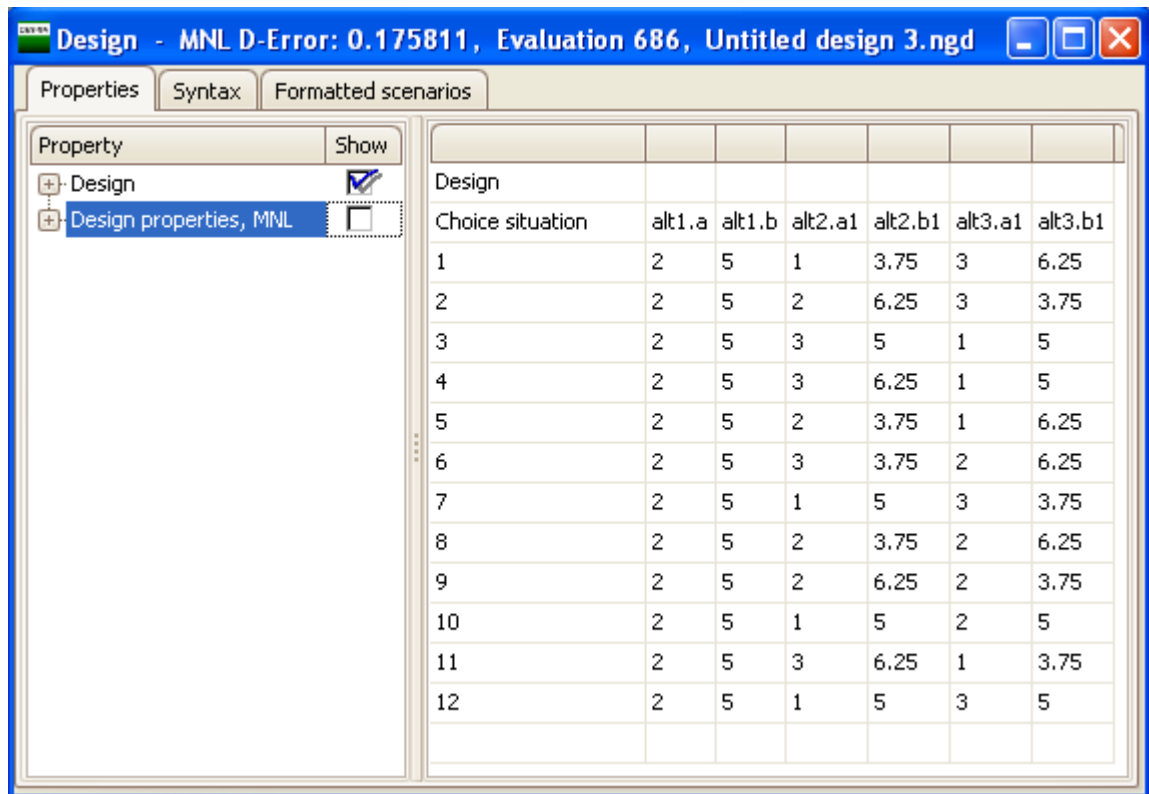 Design - MNL D-Error: 0.175811, Evaluation 686, Untitled design 3.ngd
Properties Syntax Formatted scenarios
Property Show
Design
Design properties, MNL
Design
Choice situation alt1.a alt1.b alt2.a1 alt2.b1 alt3.a1 alt3.b1
1 2 5 1 3.75 3 6.25
2 2 5 2 6.25 3 3.75
3 2 5 3 5 1 5
4 2 5 3 6.25 1 5
5 2 5 2 3.75 1 6.25
6 2 5 3 3.75 2 6.25
7 2 5 1 5 3 3.75
8 2 5 2 3.75 2 6.25
9 2 5 2 6.25 2 3.75
10 2 5 1 5 2 5
11 2 5 3 6.25 1 3.75
12 2 5 1 5 3 5